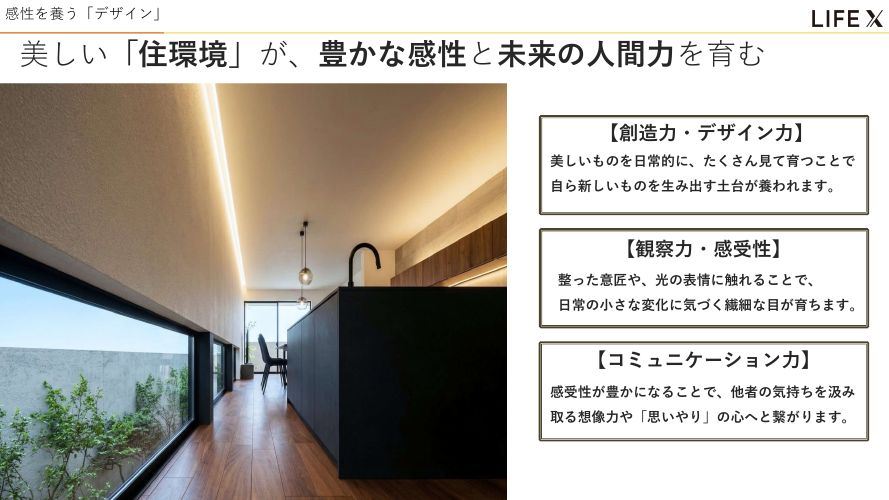 感性を養う「デザイン」
LIFE X
美しい「住環境」が、豊かな感性と未来の人間力を育む
【創造力・デザイン力】
美しいものを日常的に、たくさん見て育つことで
自ら新しいものを生み出す土台が養われます。
【観察力・感受性】
整った意匠や、光の表情に触れることで、
日常の小さな変化に気づく繊細な目が育ちます。
【コミュニケーション力】
感受性が豊かになることで、他者の気持ちを汲み
取る想像力や「思いやり」の心へと繋がります。